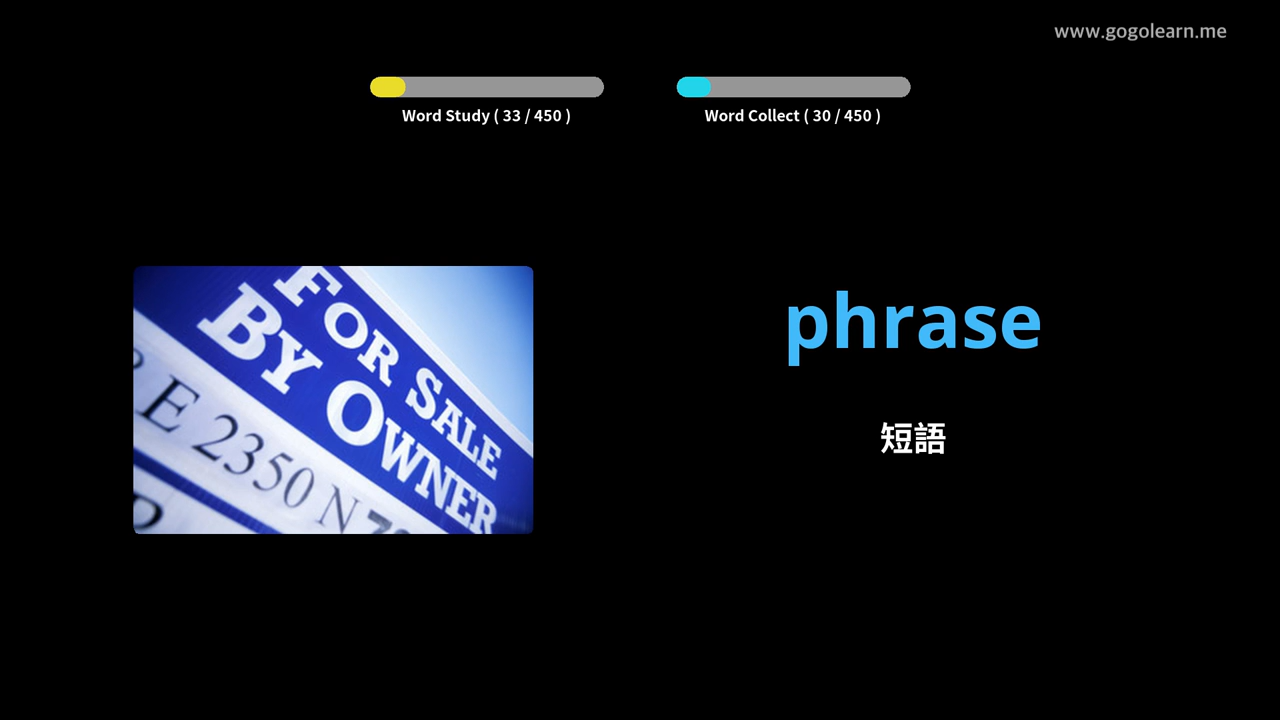 www.gogolearn.me
Word Study ( 33 / 450 )
Word Collect ( 30 / 450 )
FOR SALE
BY OWNER
E 2350 N
phrase
短語